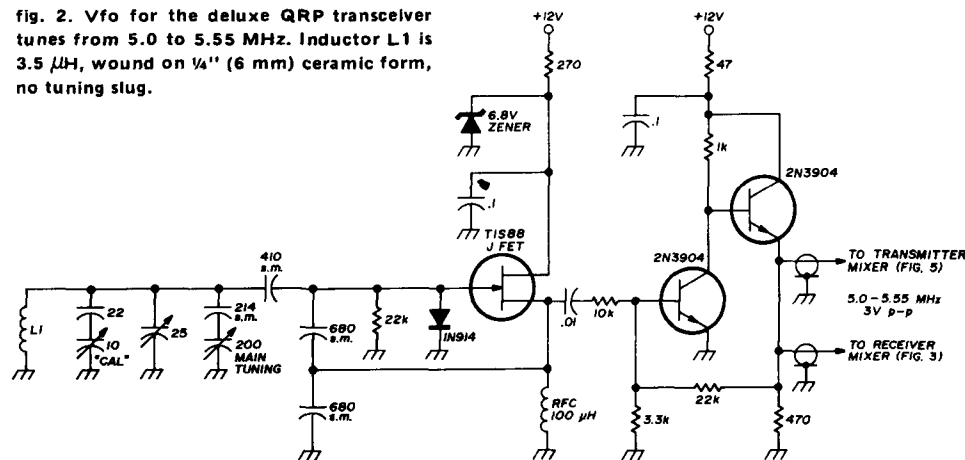 fig. 2. Vfo for the deluxe QRP transceiver
tunes from 5.0 to 5.55 MHz. Inductor L1 is
3.5 μH, wound on ¼" (6 mm) ceramic form,
no tuning slug.
+12V
270
6.8V
ZENER
.1
TIS88
J FET
410
s.m.
L1
22
10
"CAL"
25
214
s.m.
200
MAIN
TUNING
680
s.m.
680
s.m.
22k
1N914
.01
10k
RFC
100 μH
+12V
47
.1
1k
2N3904
2N3904
TO TRANSMITTER
MIXER (FIG. 5)
5.0-5.55 MHz
3V p-p
TO RECEIVER
MIXER (FIG. 3)
22k
3.3k
470